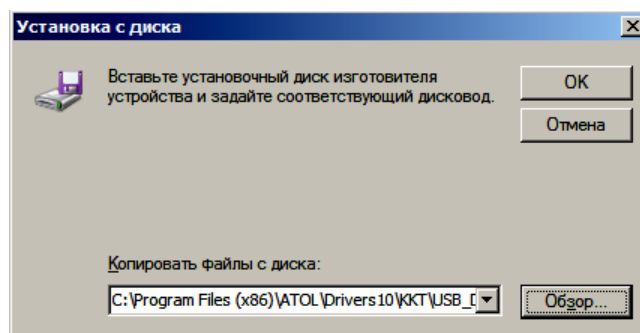 Установка с диска
Вставьте установочный диск изготовителя
устройства и задайте соответствующий дисковод.
OK
Отмена
Копировать файлы с диска:
C:\Program Files (x86)\ATOL\Drivers10\KKT\USB_D
Обзор...